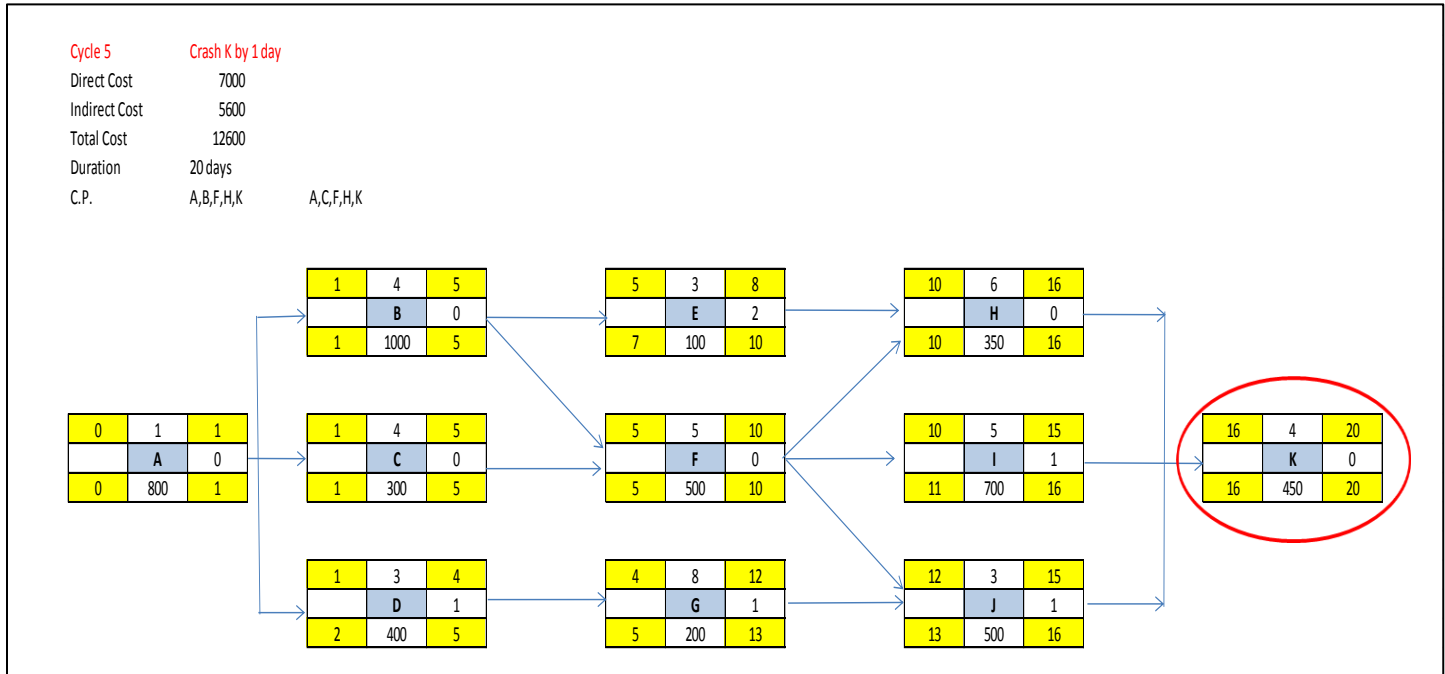 Cycle 5 Crash K by 1 day
Direct Cost 7000
Indirect Cost 5600
Total Cost 12600
Duration 20 days
C.P. A,B,F,H,K A,C,F,H,K
1 4 5 5 3 8 10 6 16
B 0 E 2 H 0
1 1000 5 7 100 10 10 350 16
0 1 1 1 4 5 5 5 10 10 5 15 16 4 20
A 0 C 0 F 0 I 1 K 0
0 800 1 1 300 5 5 500 10 11 700 16 16 450 20
1 3 4 4 8 12 12 3 15
D 1 G 1 J 1
2 400 5 5 200 13 13 500 16